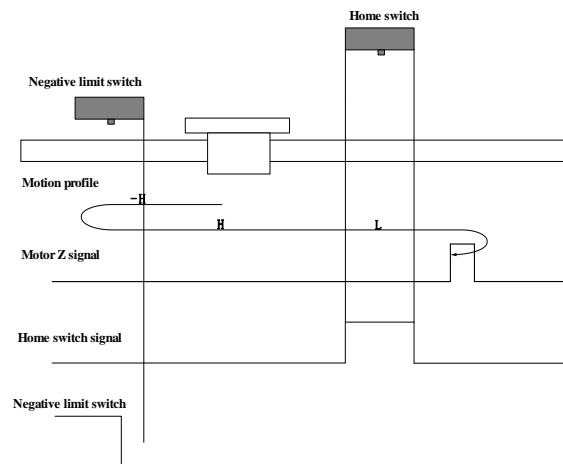 Home switch
Negative limit switch
Motion profile
-H
H
L
Motor Z signal
Home switch signal
Negative limit switch